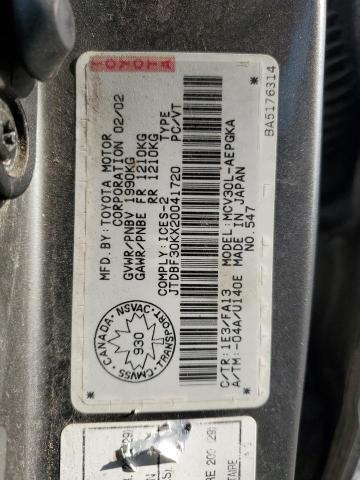 TOYOTA
MFD. BY: TOYOTA MOTOR
CORPORATION 02/02
GVWR/PNBV 1990KG
GAWR/PNBE FR 1210KG
RR 1210KG
COMPLY: ICES-2 TYPE
JTDBF30KX20041720 PC/VT
C/TR: 1E3/FA13 MODEL: MCV30L-AEPGKA
A/TM: -04A/U140E MADE IN JAPAN
NO. 547
BA5176314
CANADA NSVAC
930
CMVSS TRANSPORT